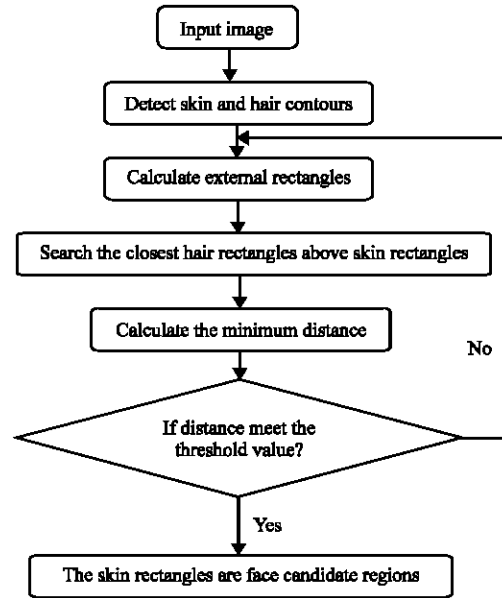 Input image
Detect skin and hair contours
Calculate external rectangles
Search the closest hair rectangles above skin rectangles
Calculate the minimum distance
No
If distance meet the
threshold value?
Yes
The skin rectangles are face candidate regions